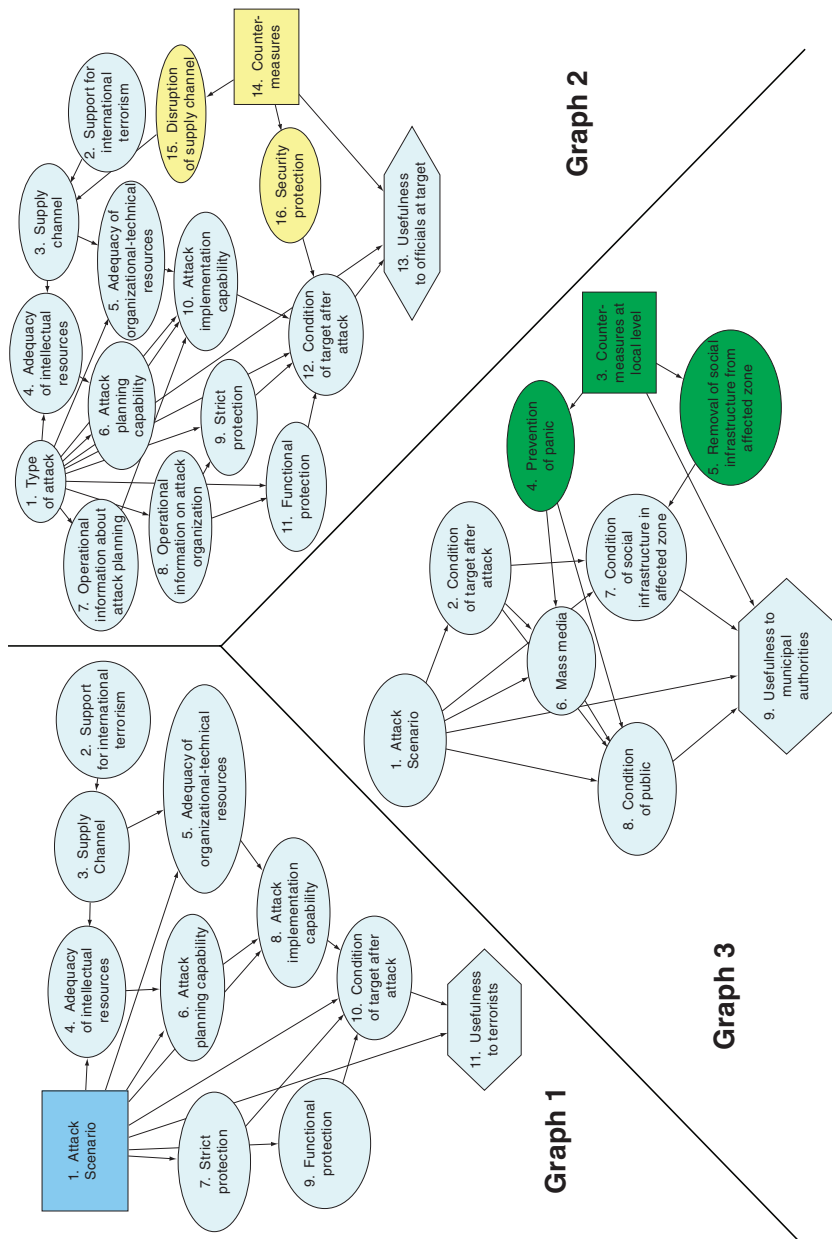 1. Attack
Scenario
2. Support
for international
terrorism
3. Supply
Channel
4. Adequacy
of intellectual
resources
5. Adequacy of
organizational-technical
resources
6. Attack
planning capability
7. Strict
protection
8. Attack
implementation
capability
9. Functional
protection
10. Condition
of target after
attack
11. Usefulness
to terrorists
Graph 1
1. Type
of attack
2. Support for
international
terrorism
3. Supply
channel
4. Adequacy
of intellectual
resources
5. Adequacy of
organizational-technical
resources
6. Attack
planning
capability
7. Operational
information about
attack planning
8. Operational
information on attack
organization
9. Strict
protection
10. Attack
implementation
capability
11. Functional
protection
12. Condition
of target after
attack
13. Usefulness
to officials at target
14. Counter-
measures
15. Disruption
of supply channel
16. Security
protection
Graph 2
1. Attack
Scenario
2. Condition
of target after
attack
3. Counter-
measures at
local level
4. Prevention
of panic
5. Removal of social
infrastructure from
affected zone
6. Mass media
7. Condition
of social
infrastructure in
affected zone
8. Condition
of public
9. Usefulness to
municipal
authorities
Graph 3